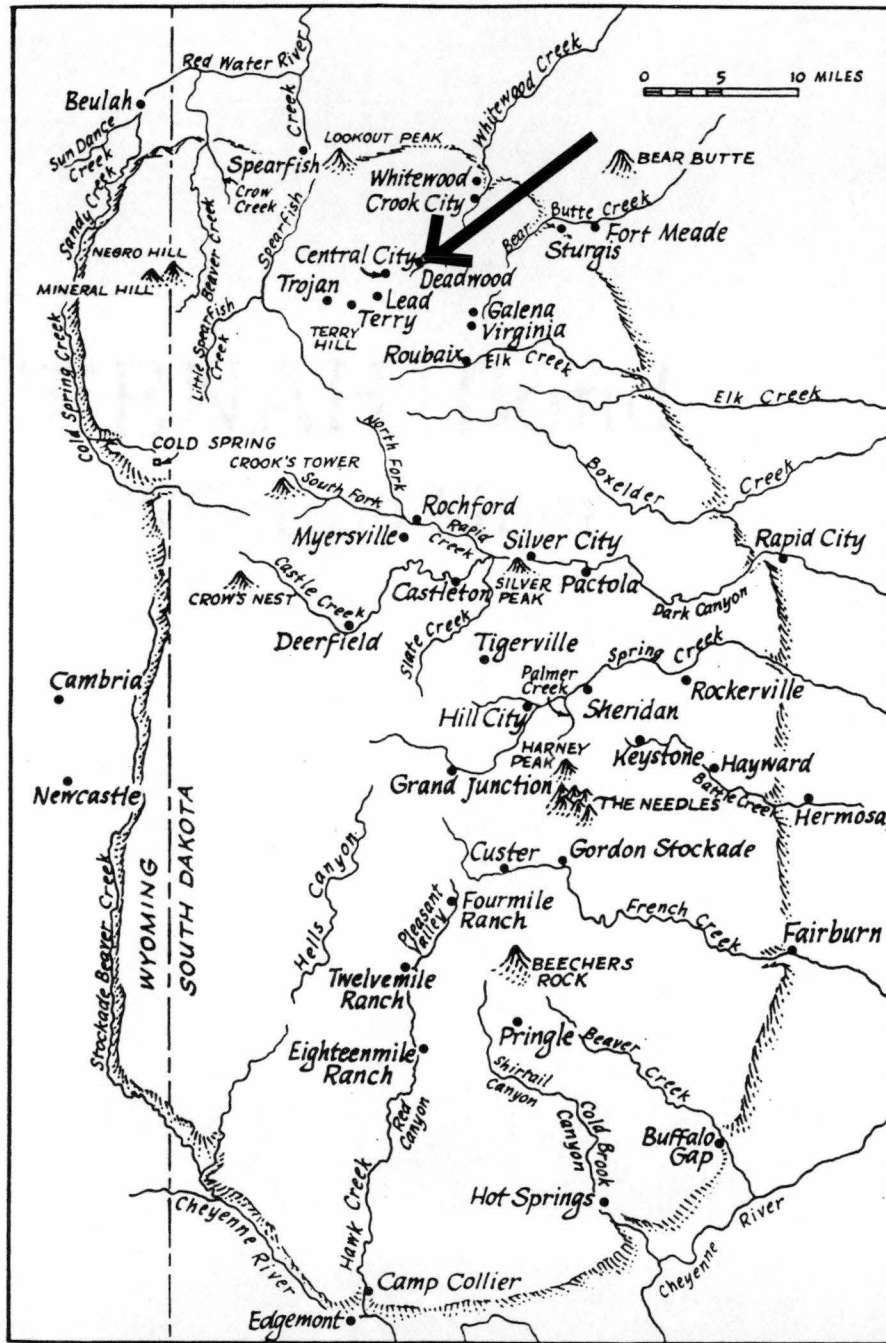 Red Water River
0 5 10 MILES
Beulah
Sun Dance
Creek
Sandy Creek
Crow
Creek
Spearfish
Creek
LOOKOUT PEAK
Whitewood Creek
BEAR BUTTE
Whitewood
Crook City
Bear Butte Creek
Sturgis
Fort Meade
Little Spearfish
Creek
Beaver Creek
Spearfish
NEGRO HILL
MINERAL HILL
Central City
Deadwood
Trojan
Lead
Terry
TERRY
HILL
Galena
Virginia
Roubaix
Elk Creek
Elk Creek
Cold Spring Creek
COLD SPRING
CROOK'S TOWER
South Fork
North Fork
Boxelder
Creek
Rochford
Myersville
Rapid
Creek
Silver City
Rapid City
CROW'S NEST
Castle Creek
Castleton
SILVER
PEAK
Pactola
Dark Canyon
Deerfield
Slate Creek
Tigerville
Spring Creek
Palmer
Creek
Cambria
Hill City
Sheridan
Rockerville
HARNEY
PEAK
Keystone
Hayward
Newcastle
Grand Junction
THE NEEDLES
Battle Creek
Hermosa
WYOMING
SOUTH DAKOTA
Hells Canyon
Custer
Gordon Stockade
Pleasant
Valley
Fourmile
Ranch
French Creek
Fairburn
Stockade Beaver Creek
Twelvemile
Ranch
BEECHERS
ROCK
Pringle
Beaver
Creek
Eighteenmile
Ranch
Red Canyon
Shirtail
Canyon
Cold Brook
Canyon
Buffalo
Gap
Hot Springs
Hawk Creek
Cheyenne
River
Cheyenne
River
Camp Collier
Edgemont